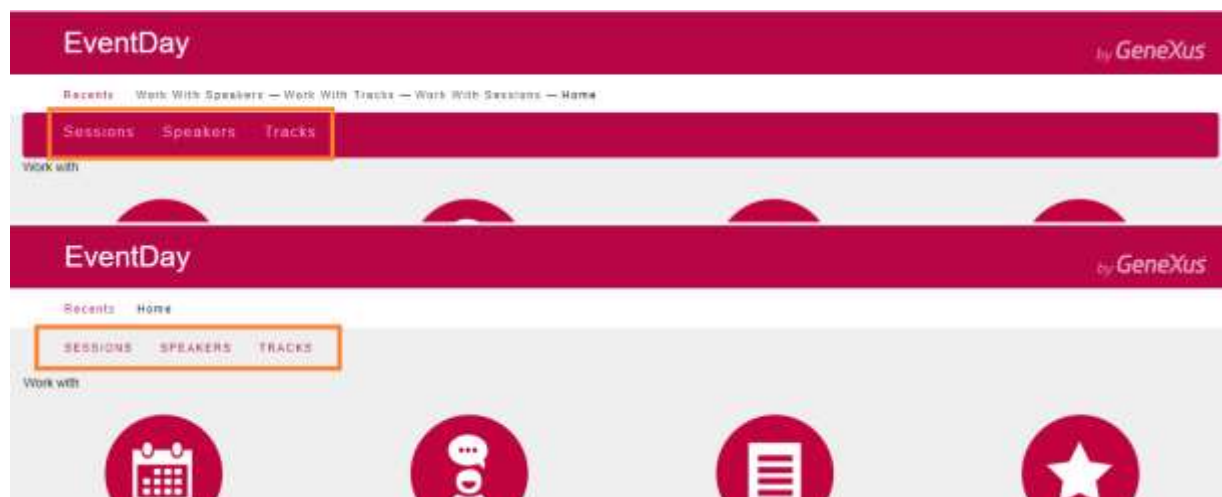 EventDay
by GeneXus
Recents Work With Speakers — Work With Tracks — Work With Sessions — Home
Sessions Speakers Tracks
Work with
EventDay
by GeneXus
Recents Home
SESSIONS SPEAKERS TRACKS
Work with